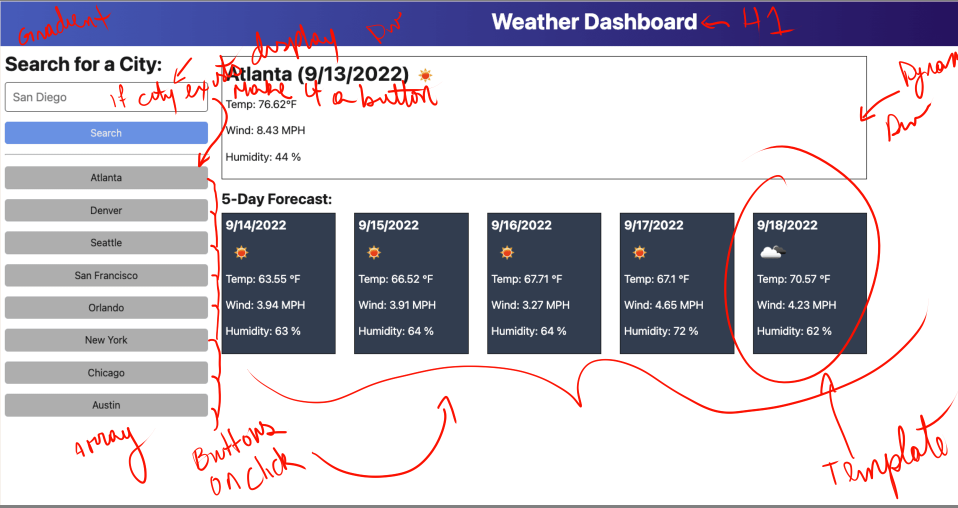 Gradient
Weather Dashboard
H1
Div
Search for a City:
if city exists display
make it a button
San Diego
Search
Atlanta
Denver
Seattle
San Francisco
Orlando
New York
Chicago
Austin
Array
Buttons
on click
Atlanta (9/13/2022)
Temp: 76.62°F
Wind: 8.43 MPH
Humidity: 44 %
Dynam
Div
5-Day Forecast:
9/14/2022
Temp: 63.55 °F
Wind: 3.94 MPH
Humidity: 63 %
9/15/2022
Temp: 66.52 °F
Wind: 3.91 MPH
Humidity: 64 %
9/16/2022
Temp: 67.71 °F
Wind: 3.27 MPH
Humidity: 64 %
9/17/2022
Temp: 67.1 °F
Wind: 4.65 MPH
Humidity: 72 %
9/18/2022
Temp: 70.57 °F
Wind: 4.23 MPH
Humidity: 62 %
Template